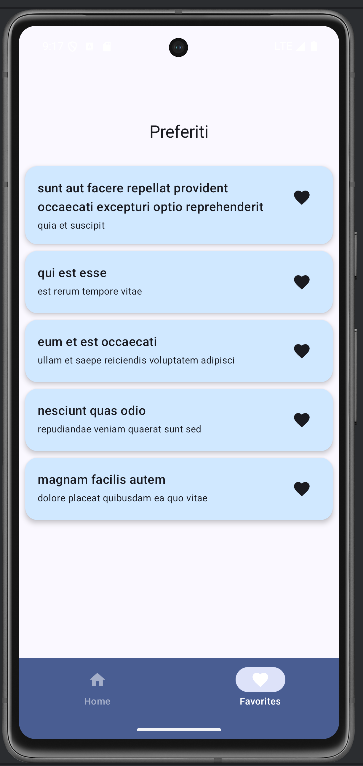 LTE
Preferiti
sunt aut facere repellat provident
occaecati excepturi optio reprehenderit
quia et suscipit
qui est esse
est rerum tempore vitae
eum et est occaecati
ullam et saepe reiciendis voluptatem adipisci
nesciunt quas odio
repudiandae veniam quaerat sunt sed
magnam facilis autem
dolore placeat quibusdam ea quo vitae
Home
Favorites